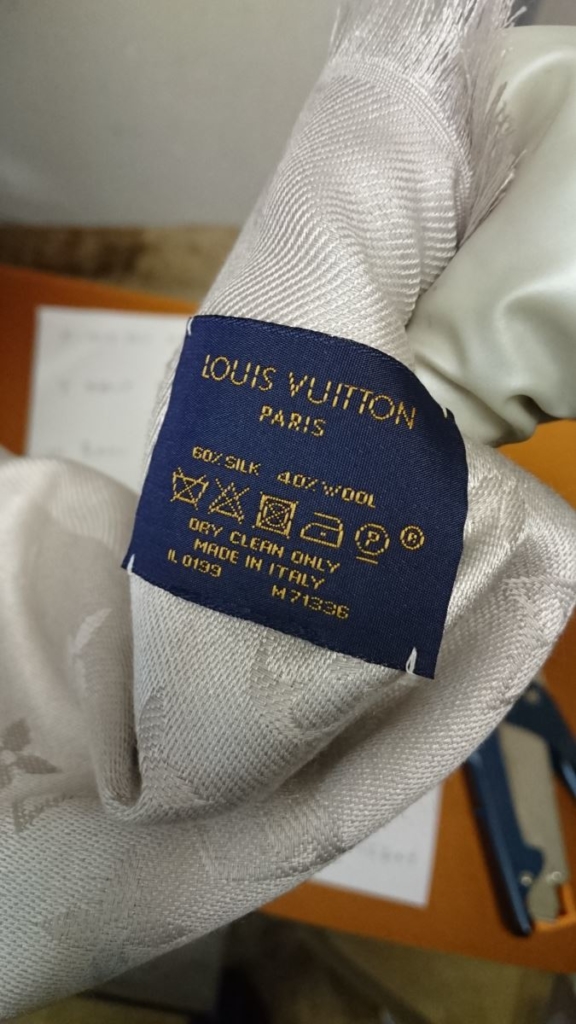 LOUIS VUITTON
PARIS
60% SILK 40% WOOL
P ®
DRY CLEAN ONLY
MADE IN ITALY
IL 0199 M71336